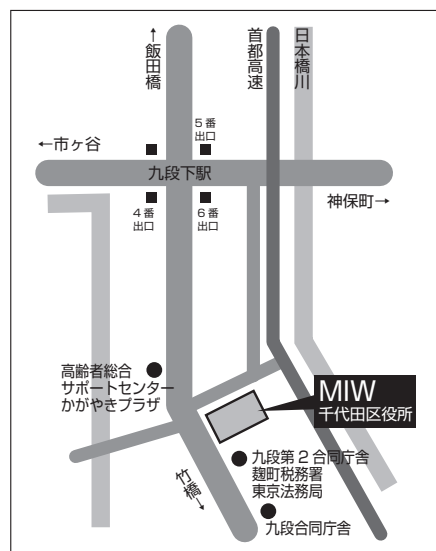 ↑飯田橋
首都高速
日本橋川
5番
出口
←市ヶ谷
九段下駅
神保町→
4番
出口
6番
出口
高齢者総合
サポートセンター
かがやきプラザ
MIW
千代田区役所
九段第2合同庁舎
麹町税務署
東京法務局
竹橋→
九段合同庁舎